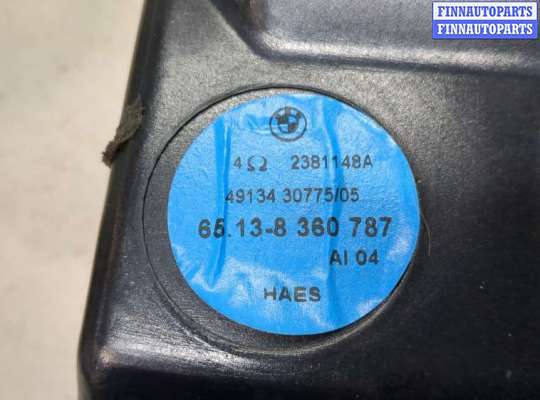 FINNAUTOPARTS
FINNAUTOPARTS
4Ω 2381148A
49134 30775/05
65.13-8 360 787
AI 04
HAES